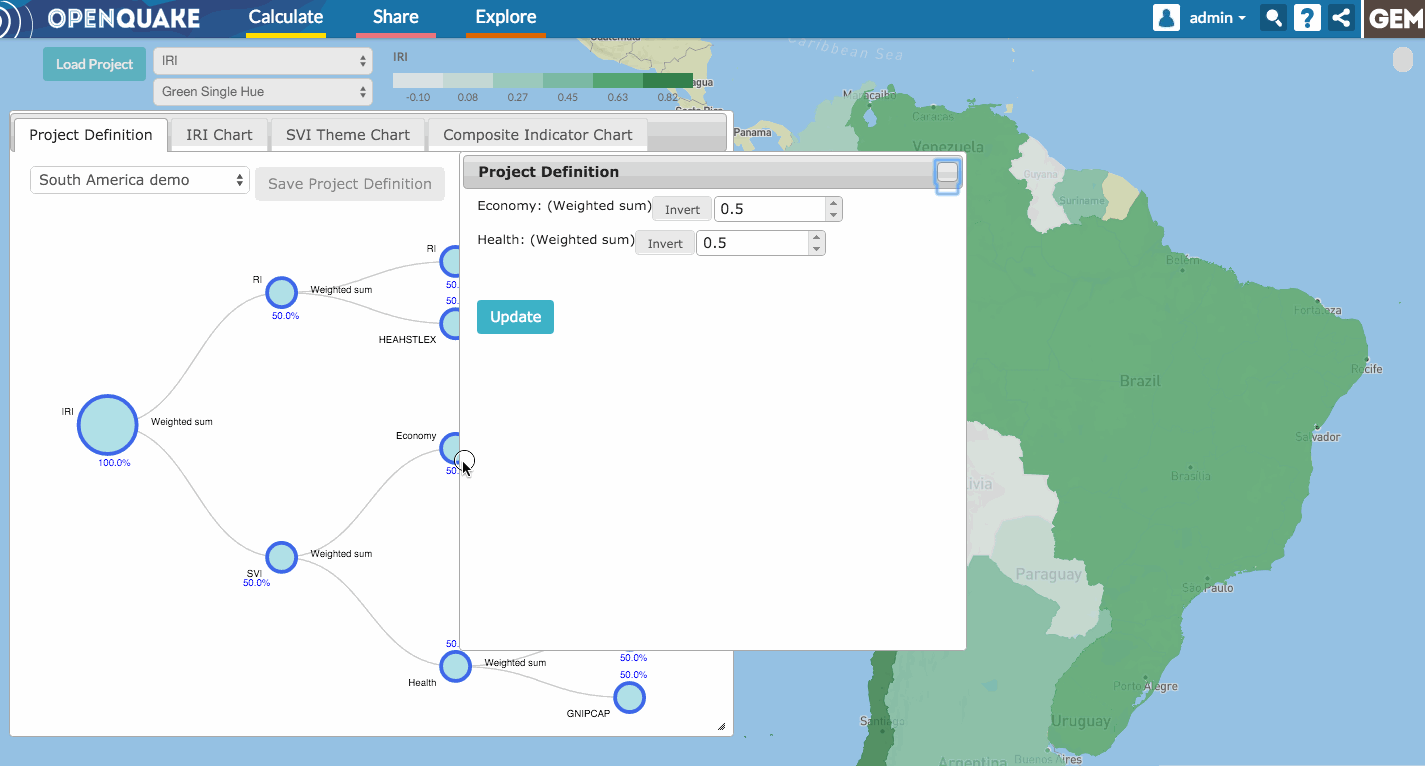 OPENQUAKE
Calculate
Share
Explore
admin
?
GEM
Load Project
IRI
Green Single Hue
IRI
-0.10 0.08 0.27 0.45 0.63 0.82
Caribbean Sea
Guatemala
Costa Rica
Panama
Maracaibo
Caracas
Venezuela
Guyana
Suriname
Belém
Fortaleza
Recife
Brazil
Salvador
Brasília
Paraguay
São Paulo
Porto Alegre
Uruguay
Buenos Aires
Argentina
Project Definition
IRI Chart
SVI Theme Chart
Composite Indicator Chart
South America demo
Save Project Definition
Project Definition
Economy: (Weighted sum) Invert 0.5
Health: (Weighted sum) Invert 0.5
Update
RI
50.
50.
HEAHSTLEX
RI
Weighted sum
50.0%
IRI
Weighted sum
100.0%
Economy
50.
Weighted sum
SVI
50.0%
50.
Health
Weighted sum
50.0%
50.0%
GNIPCAP